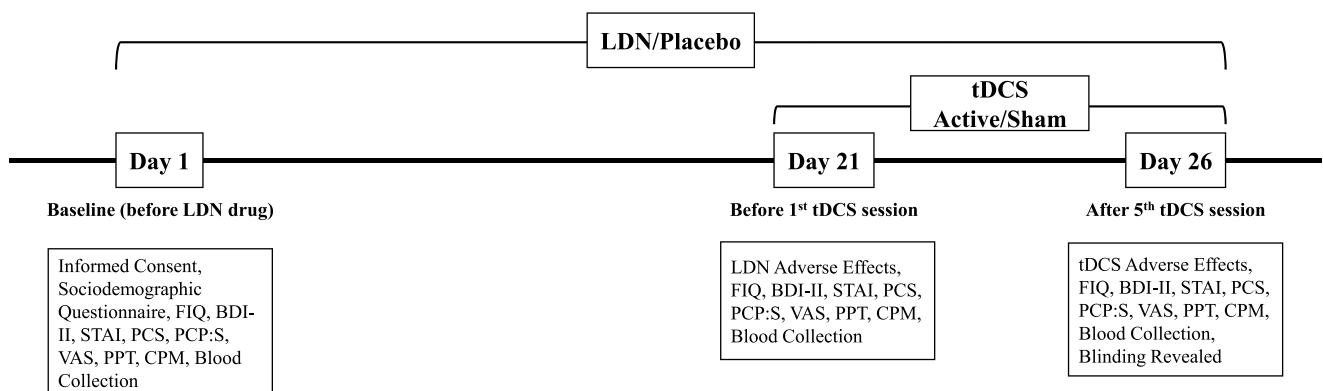 LDN/Placebo
tDCS
Active/Sham
Day 1
Day 21
Day 26
Baseline (before LDN drug)
Before 1st tDCS session
After 5th tDCS session
Informed Consent,
Sociodemographic
Questionnaire, FIQ, BDI-
II, STAI, PCS, PCP:S,
VAS, PPT, CPM, Blood
Collection
LDN Adverse Effects,
FIQ, BDI-II, STAI, PCS,
PCP:S, VAS, PPT, CPM,
Blood Collection
tDCS Adverse Effects,
FIQ, BDI-II, STAI, PCS,
PCP:S, VAS, PPT, CPM,
Blood Collection,
Blinding Revealed